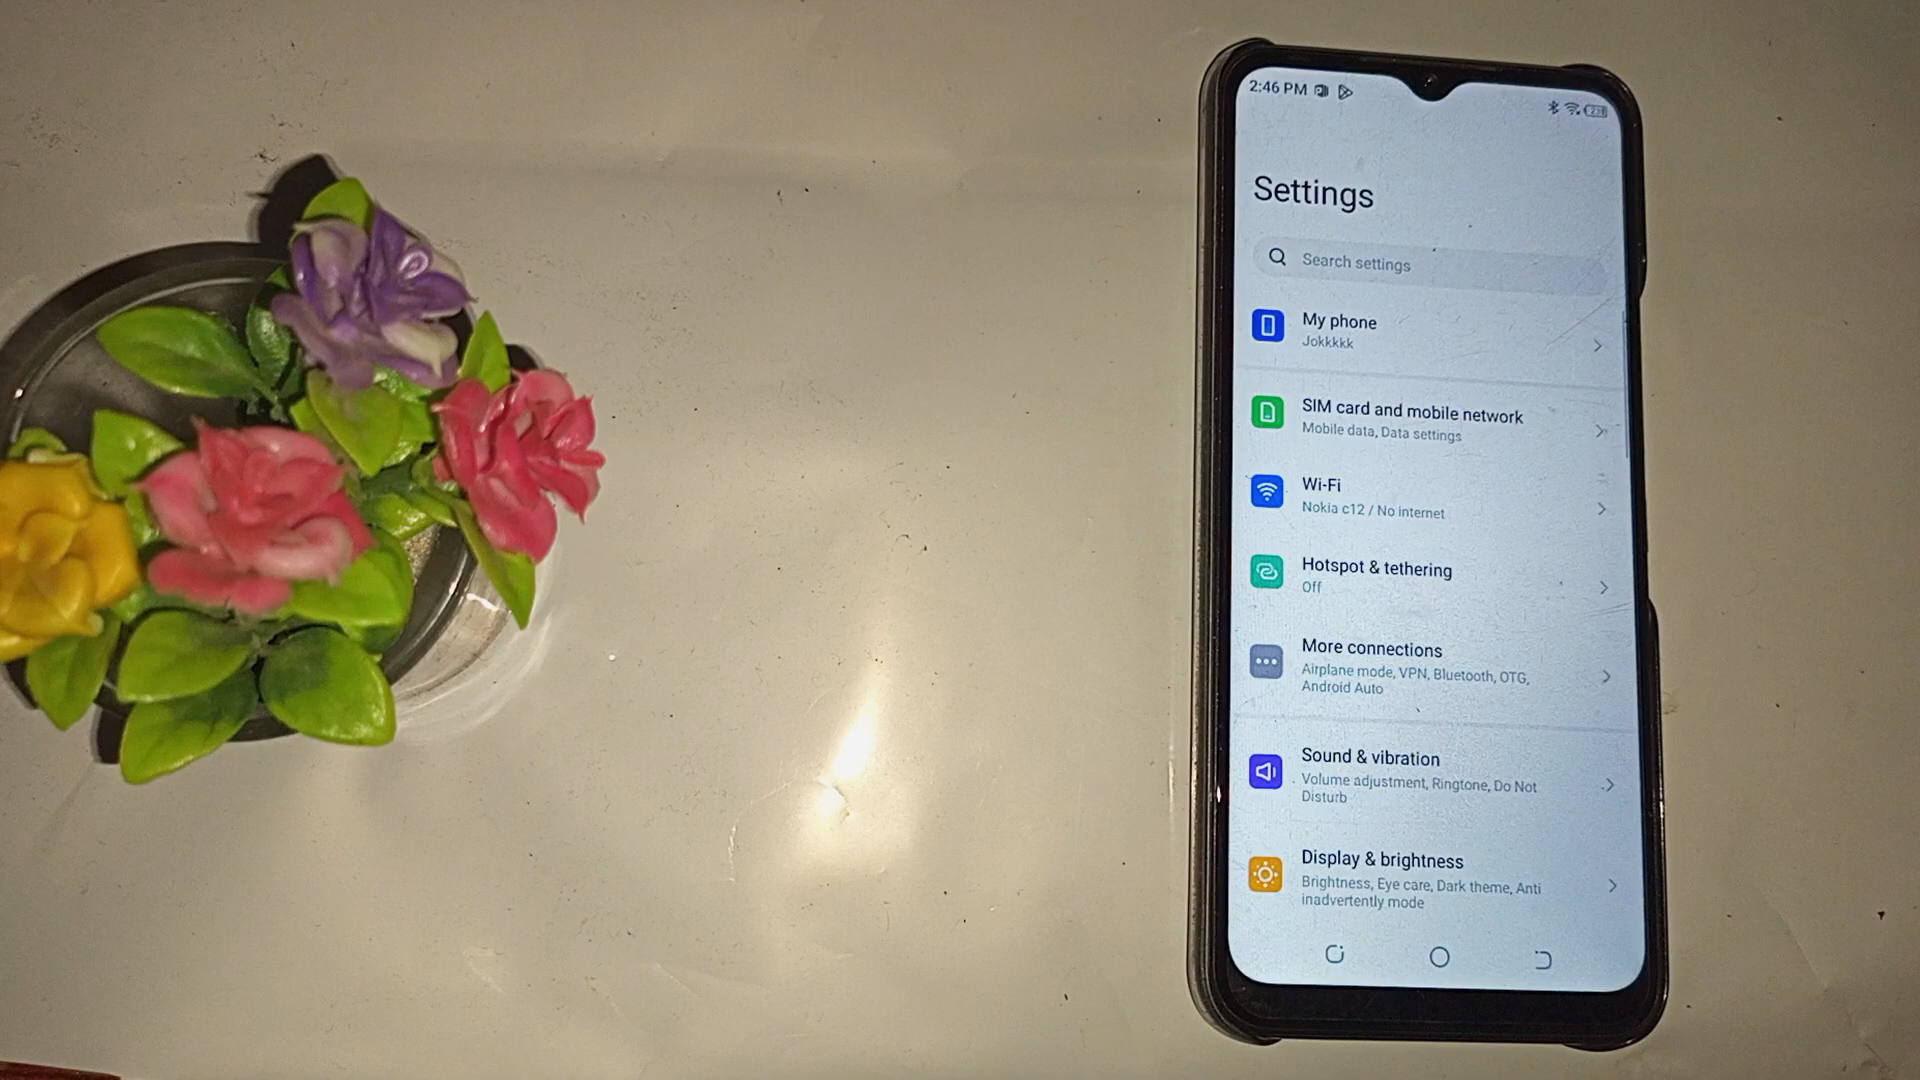 2:46 PM
Settings
Search settings
My phone
Jokkkkk
SIM card and mobile network
Mobile data, Data settings
Wi-Fi
Nokia c12 / No internet
Hotspot & tethering
Off
More connections
Airplane mode, VPN, Bluetooth, OTG,
Android Auto
Sound & vibration
Volume adjustment, Ringtone, Do Not
Disturb
Display & brightness
Brightness, Eye care, Dark theme, Anti
inadvertently mode